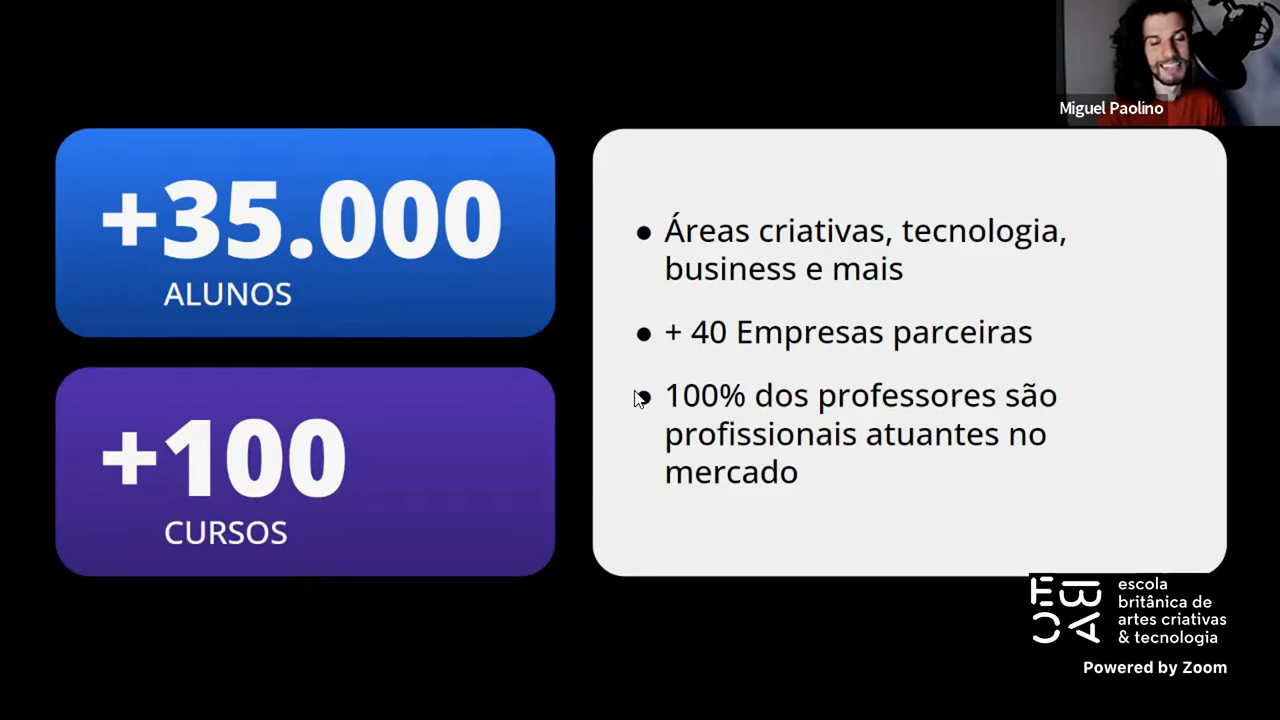 Miguel Paolino
+35.000
ALUNOS
+100
CURSOS
● Áreas criativas, tecnologia,
business e mais
● + 40 Empresas parceiras
● 100% dos professores são
profissionais atuantes no
mercado
EBAC
escola
britânica de
artes criativas
& tecnologia
Powered by Zoom